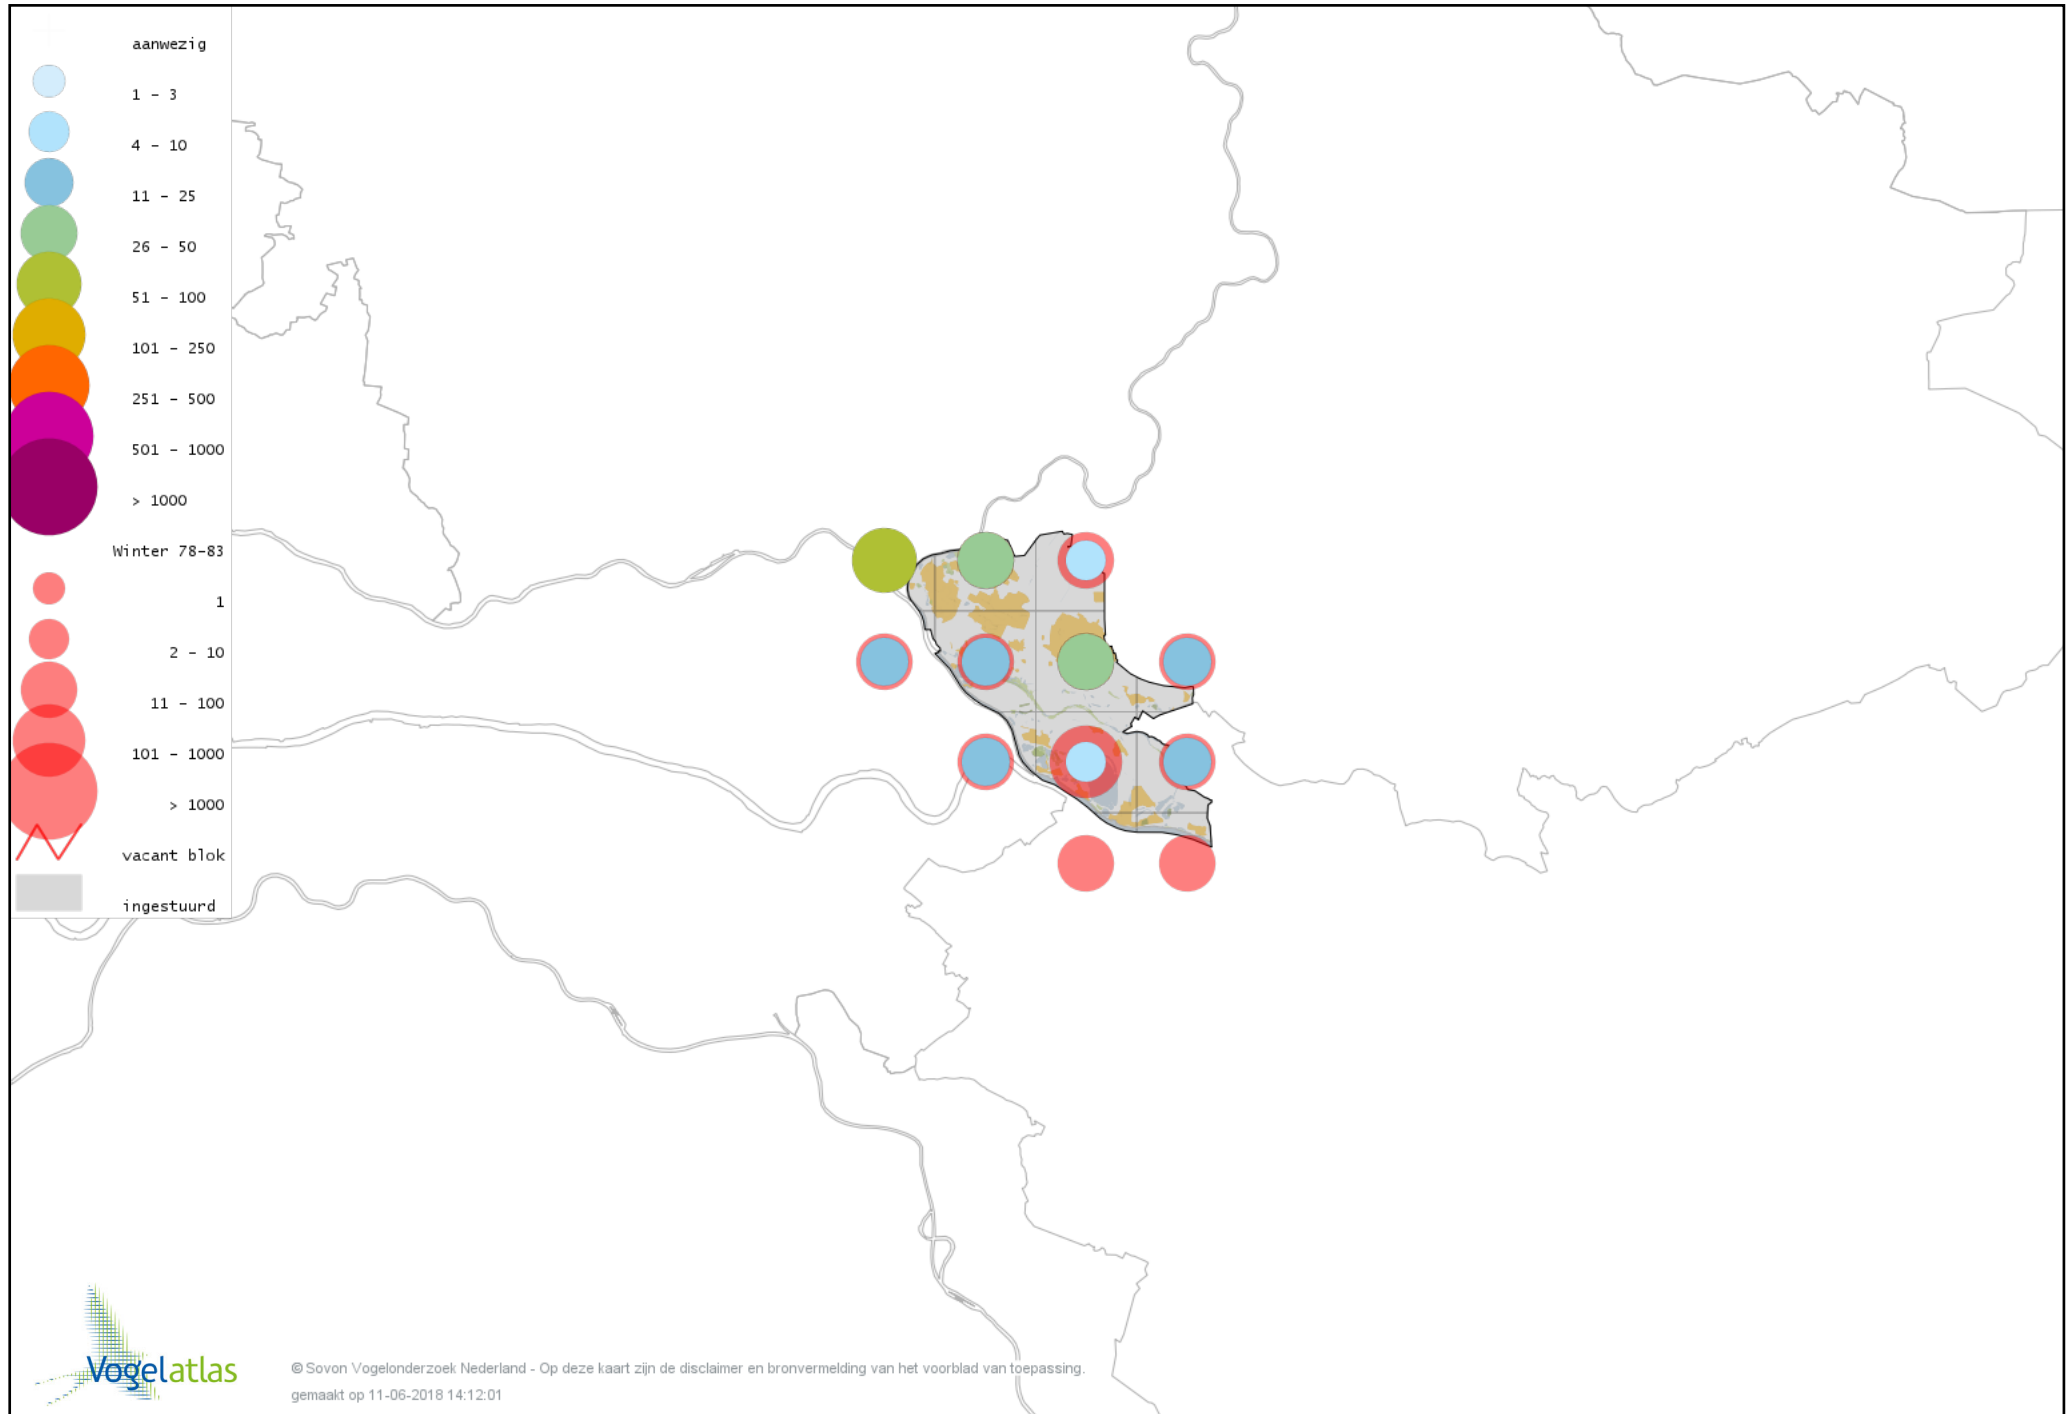 aanwezig
1 - 3
4 - 10
11 - 25
26 - 50
51 - 100
101 - 250
251 - 500
501 - 1000
> 1000
Winter 78-83
1
2 - 10
11 - 100
101 - 1000
> 1000
vacant blok
ingestuurd
Vogelatlas
© Sovon Vogelonderzoek Nederland - Op deze kaart zijn de disclaimer en bronvermelding van het voorblad van toepassing.
gemaakt op 11-06-2018 14:12:01